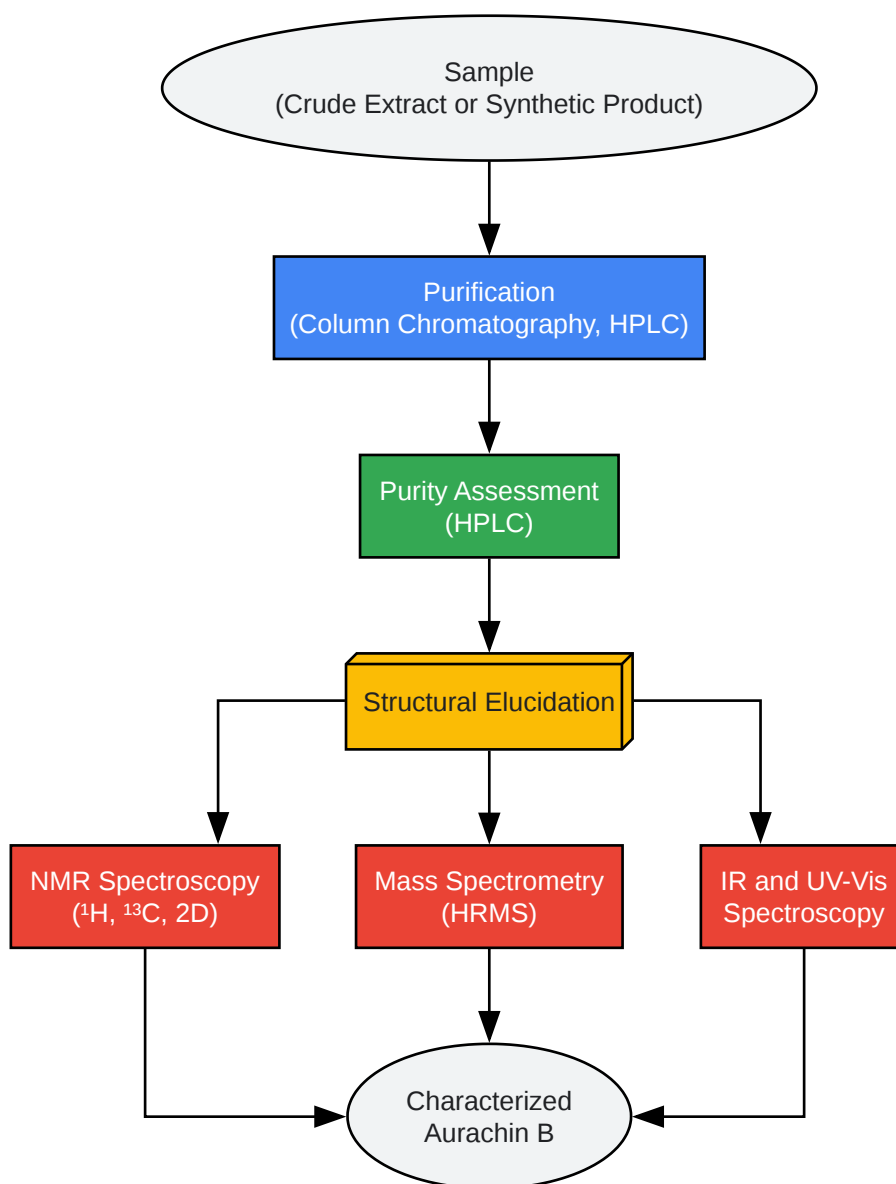 Sample
(Crude Extract or Synthetic Product)
Purification
(Column Chromatography, HPLC)
Purity Assessment
(HPLC)
Structural Elucidation
NMR Spectroscopy
(¹H, ¹³C, 2D)
Mass Spectrometry
(HRMS)
IR and UV-Vis
Spectroscopy
Characterized
Aurachin B